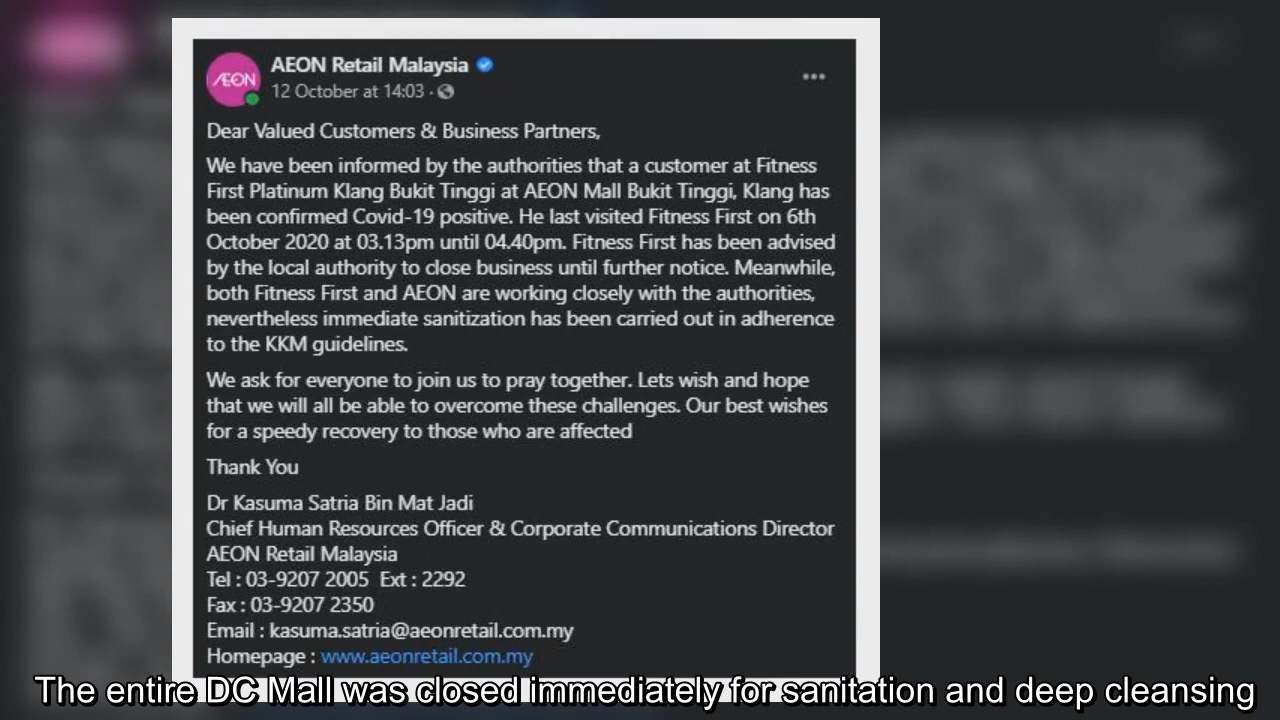 AEON
AEON Retail Malaysia
12 October at 14:03 ·
Dear Valued Customers & Business Partners,
We have been informed by the authorities that a customer at Fitness
First Platinum Klang Bukit Tinggi at AEON Mall Bukit Tinggi, Klang has
been confirmed Covid-19 positive. He last visited Fitness First on 6th
October 2020 at 03.13pm until 04.40pm. Fitness First has been advised
by the local authority to close business until further notice. Meanwhile,
both Fitness First and AEON are working closely with the authorities,
nevertheless immediate sanitization has been carried out in adherence
to the KKM guidelines.
We ask for everyone to join us to pray together. Lets wish and hope
that we will all be able to overcome these challenges. Our best wishes
for a speedy recovery to those who are affected
Thank You
Dr Kasuma Satria Bin Mat Jadi
Chief Human Resources Officer & Corporate Communications Director
AEON Retail Malaysia
Tel : 03-9207 2005 Ext : 2292
Fax : 03-9207 2350
Email : kasuma.satria@aeonretail.com.my
Homepage : www.aeonretail.com.my
The entire DC Mall was closed immediately for sanitation and deep cleansing